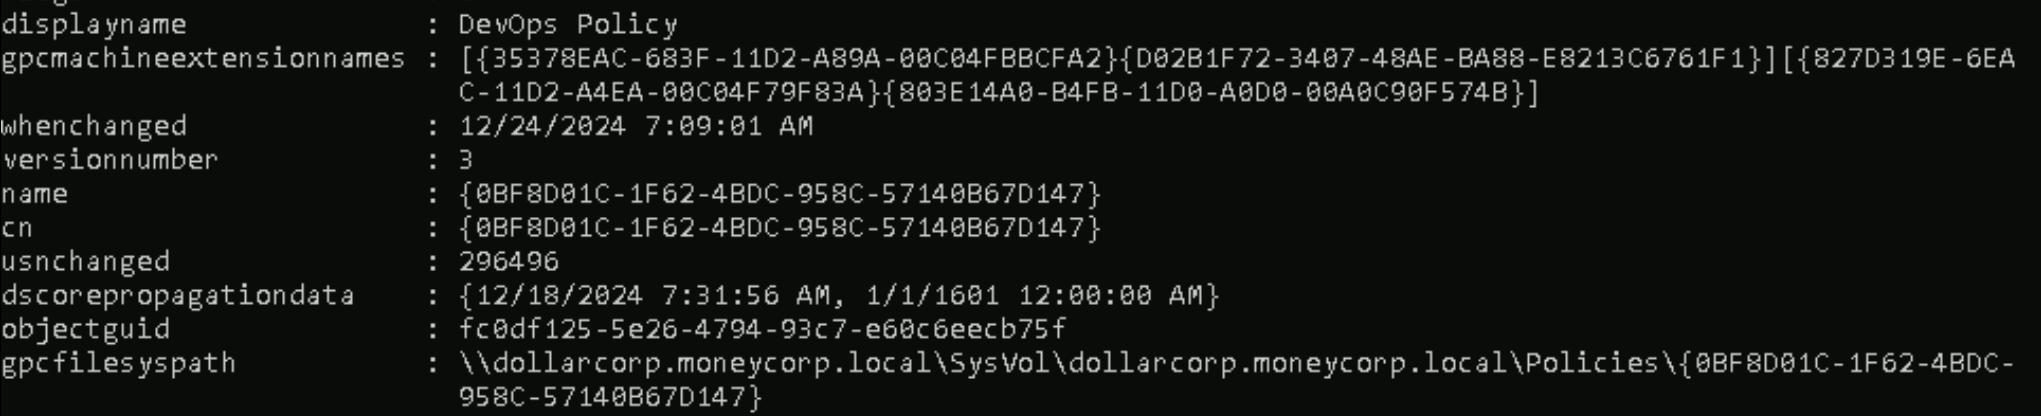 displayname : DevOps Policy
gpcmachineextensionnames : [{35378EAC-683F-11D2-A89A-00C04FBBCFA2}{D02B1F72-3407-48AE-BA88-E8213C6761F1}][{827D319E-6EA
C-11D2-A4EA-00C04F79F83A}{803E14A0-B4FB-11D0-A0D0-00A0C90F574B}]
whenchanged : 12/24/2024 7:09:01 AM
versionnumber : 3
name : {0BF8D01C-1F62-4BDC-958C-57140B67D147}
cn : {0BF8D01C-1F62-4BDC-958C-57140B67D147}
usnchanged : 296496
dscorepropagationdata : {12/18/2024 7:31:56 AM, 1/1/1601 12:00:00 AM}
objectguid : fc0df125-5e26-4794-93c7-e60c6eecb75f
gpcfilesyspath : \\dollarcorp.moneycorp.local\SysVol\dollarcorp.moneycorp.local\Policies\{0BF8D01C-1F62-4BDC-
958C-57140B67D147}